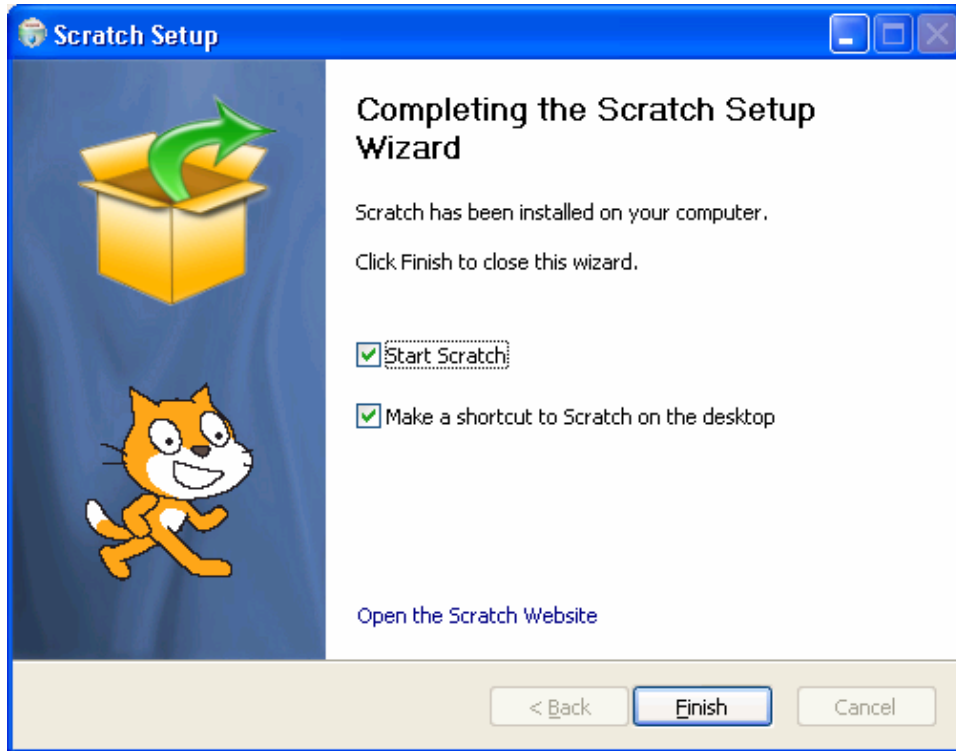 Scratch Setup
Completing the Scratch Setup
Wizard
Scratch has been installed on your computer.
Click Finish to close this wizard.
Start Scratch
Make a shortcut to Scratch on the desktop
Open the Scratch Website
< Back
Finish
Cancel